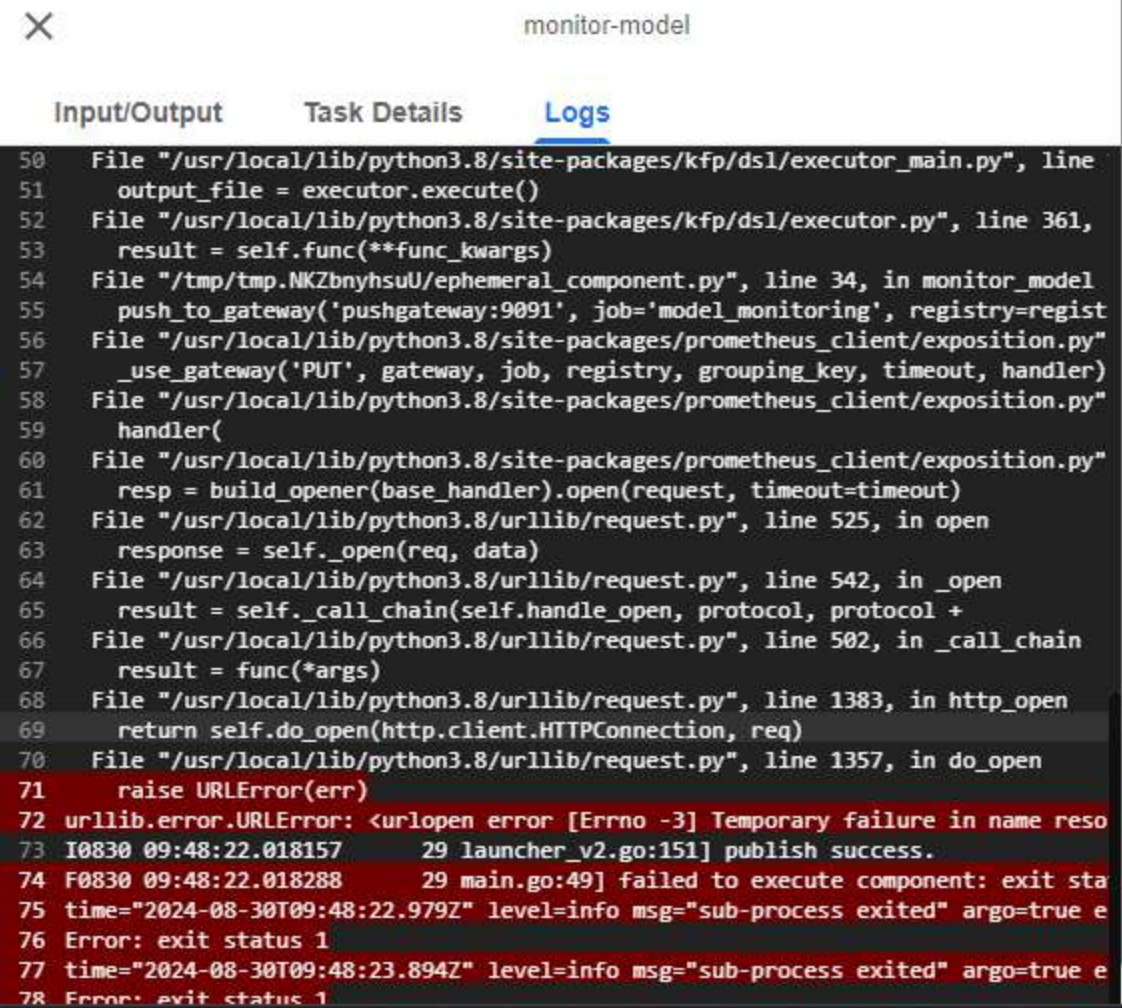 monitor-model
Input/Output Task Details Logs
50 File "/usr/local/lib/python3.8/site-packages/kfp/dsl/executor_main.py", line
51 output_file = executor.execute()
52 File "/usr/local/lib/python3.8/site-packages/kfp/dsl/executor.py", line 361,
53 result = self.func(**func_kwargs)
54 File "/tmp/tmp.NKZbnyhsuU/ephemeral_component.py", line 34, in monitor_model
55 push_to_gateway('pushgateway:9091', job='model_monitoring', registry=regist
56 File "/usr/local/lib/python3.8/site-packages/prometheus_client/exposition.py"
57 _use_gateway('PUT', gateway, job, registry, grouping_key, timeout, handler)
58 File "/usr/local/lib/python3.8/site-packages/prometheus_client/exposition.py"
59 handler(
60 File "/usr/local/lib/python3.8/site-packages/prometheus_client/exposition.py"
61 resp = build_opener(base_handler).open(request, timeout=timeout)
62 File "/usr/local/lib/python3.8/urllib/request.py", line 525, in open
63 response = self._open(req, data)
64 File "/usr/local/lib/python3.8/urllib/request.py", line 542, in _open
65 result = self._call_chain(self.handle_open, protocol, protocol +
66 File "/usr/local/lib/python3.8/urllib/request.py", line 502, in _call_chain
67 result = func(*args)
68 File "/usr/local/lib/python3.8/urllib/request.py", line 1383, in http_open
69 return self.do_open(http.client.HTTPConnection, req)
70 File "/usr/local/lib/python3.8/urllib/request.py", line 1357, in do_open
71 raise URLError(err)
72 urllib.error.URLError: <urlopen error [Errno -3] Temporary failure in name reso
73 I0830 09:48:22.018157 29 launcher_v2.go:151] publish success.
74 F0830 09:48:22.018288 29 main.go:49] failed to execute component: exit sta
75 time="2024-08-30T09:48:22.979Z" level=info msg="sub-process exited" argo=true e
76 Error: exit status 1
77 time="2024-08-30T09:48:23.894Z" level=info msg="sub-process exited" argo=true e
78 Error: exit status 1